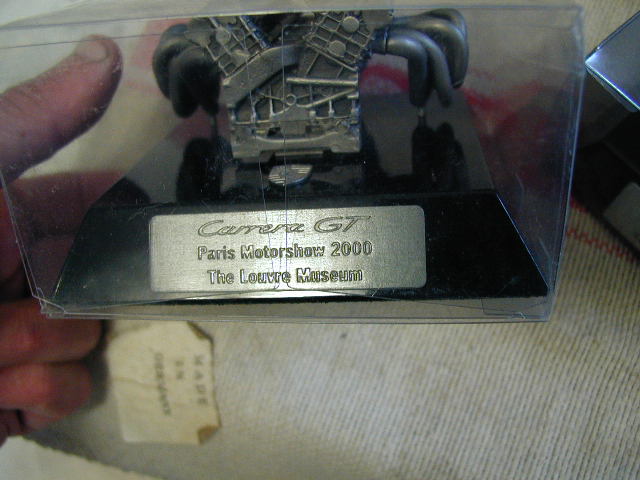 Carrera GT
Paris Motorshow 2000
The Louvre Museum
MADE
IN
GERMANY